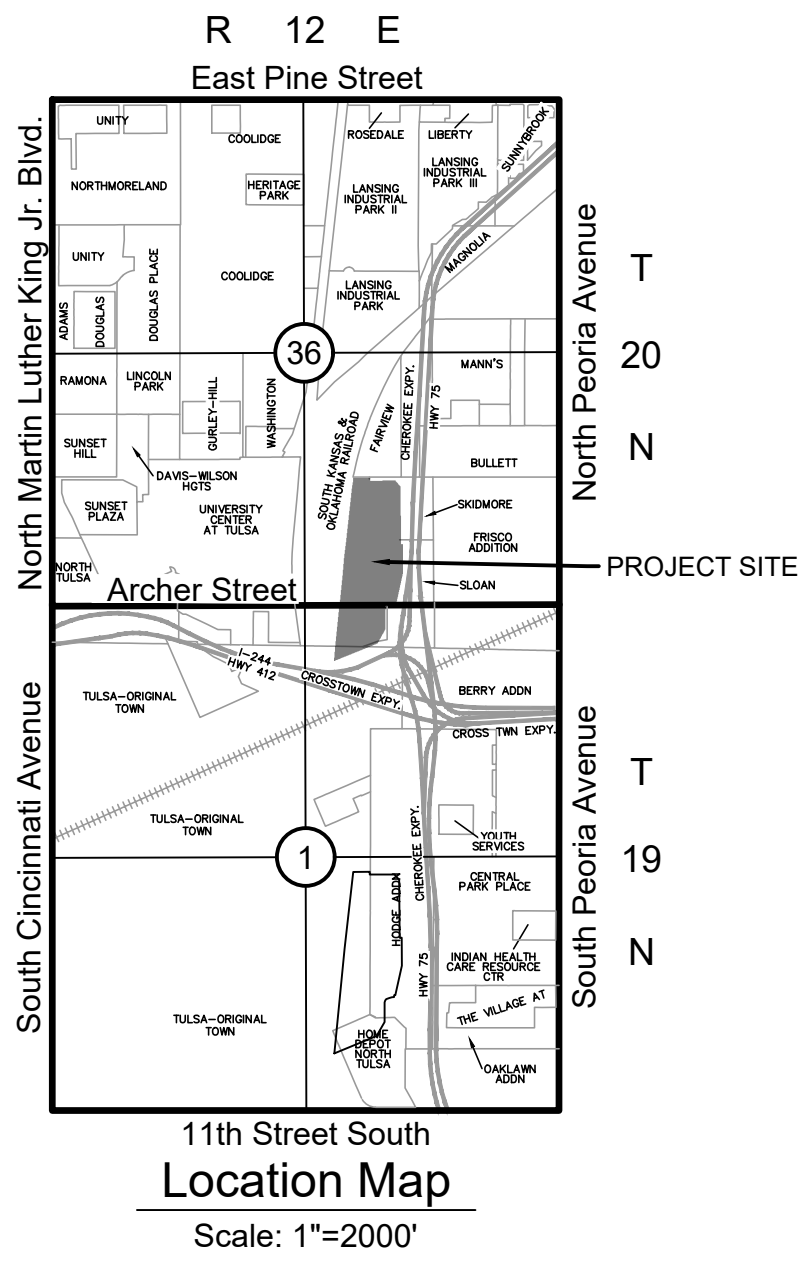 R 12 E
East Pine Street
North Martin Luther King Jr. Blvd.
UNITY
COOLIDGE
ROSEDALE
LIBERTY
SUNNYBROOK
NORTHMORELAND
HERITAGE
PARK
LANSING
INDUSTRIAL
PARK II
LANSING
INDUSTRIAL
PARK III
UNITY
DOUGLAS PLACE
COOLIDGE
MAGNOLIA
LANSING
INDUSTRIAL
PARK
ADAMS
DOUGLAS
North Peoria Avenue
T
20
N
36
RAMONA
LINCOLN
PARK
GURLEY-HILL
WASHINGTON
MANN'S
CHEROKEE EXPY.
HWY 75
FAIRVIEW
SOUTH KANSAS &
OKLAHOMA RAILROAD
SUNSET
HILL
DAVIS-WILSON
HGTS
BULLETT
SUNSET
PLAZA
UNIVERSITY
CENTER
AT TULSA
SKIDMORE
FRISCO
ADDITION
PROJECT SITE
NORTH
TULSA
SLOAN
Archer Street
I-244
HWY 412
CROSSTOWN EXPY.
TULSA-ORIGINAL
TOWN
BERRY ADDN
CROSS TWN EXPY.
South Cincinnati Avenue
South Peoria Avenue
T
19
N
TULSA-ORIGINAL
TOWN
CHEROKEE EXPY.
YOUTH
SERVICES
1
CENTRAL
PARK PLACE
HODGE ADDN
HWY 75
INDIAN HEALTH
CARE RESOURCE
CTR
THE VILLAGE AT
TULSA-ORIGINAL
TOWN
HOME
DEPOT
NORTH
TULSA
OAKLAWN
ADDN
11th Street South
Location Map
Scale: 1"=2000'